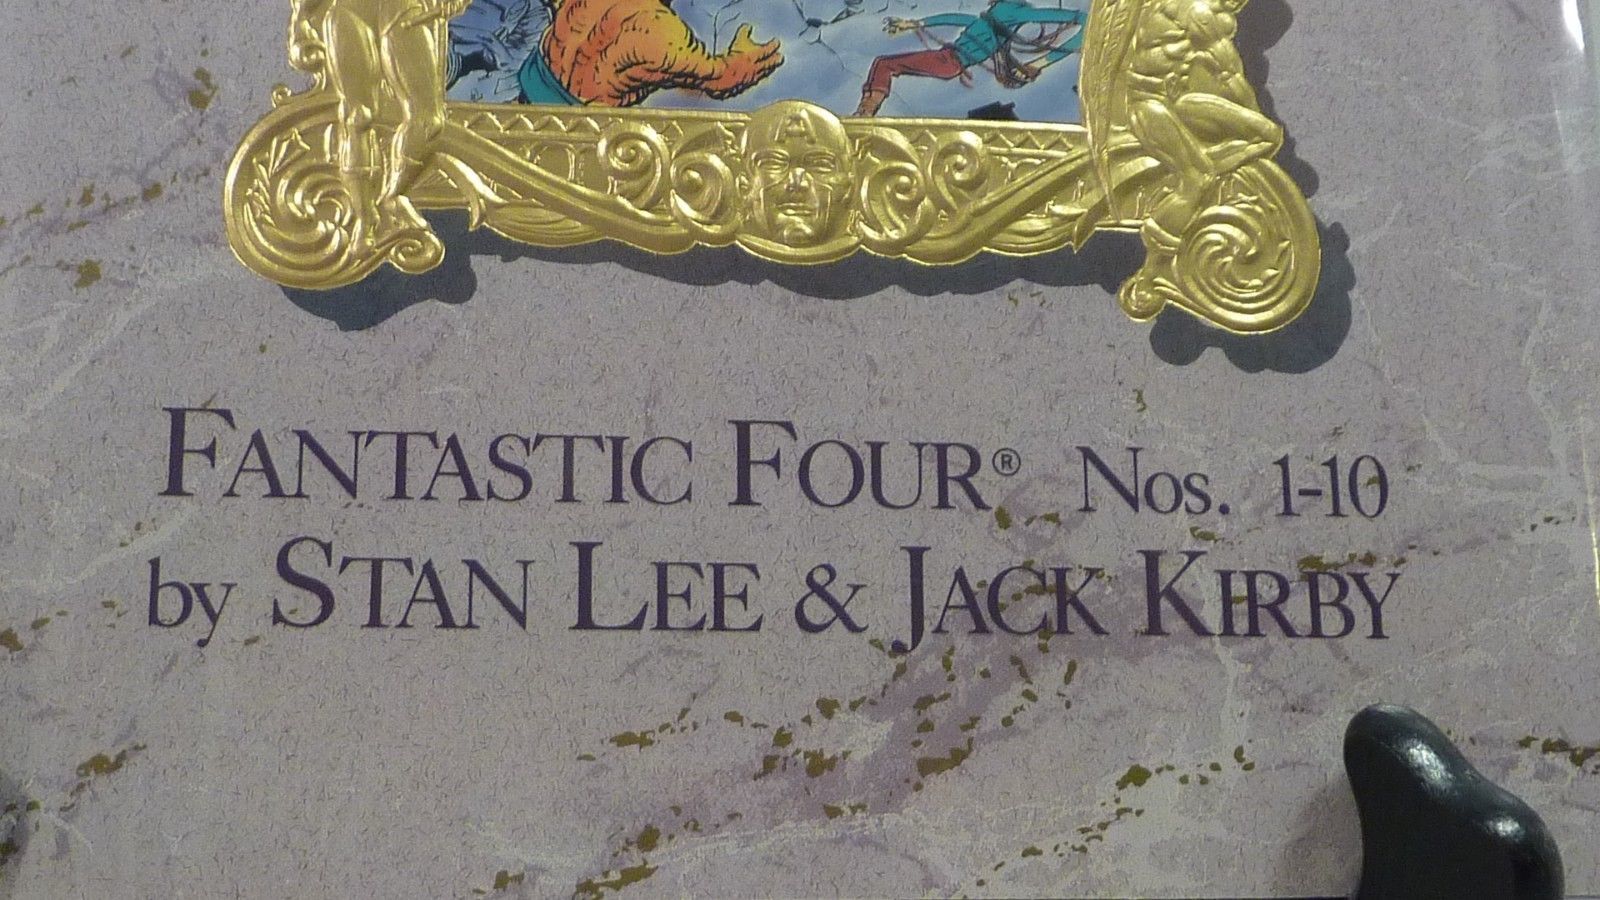 FANTASTIC FOUR® Nos. 1-10
by STAN LEE & JACK KIRBY